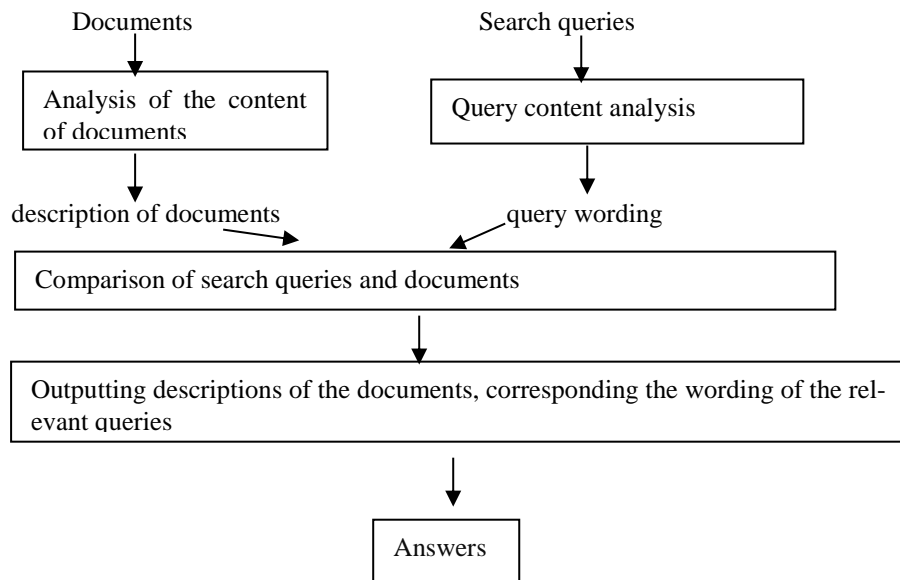 Documents
Search queries
Analysis of the content
of documents
Query content analysis
description of documents
query wording
Comparison of search queries and documents
Outputting descriptions of the documents, corresponding the wording of the rel-
evant queries
Answers